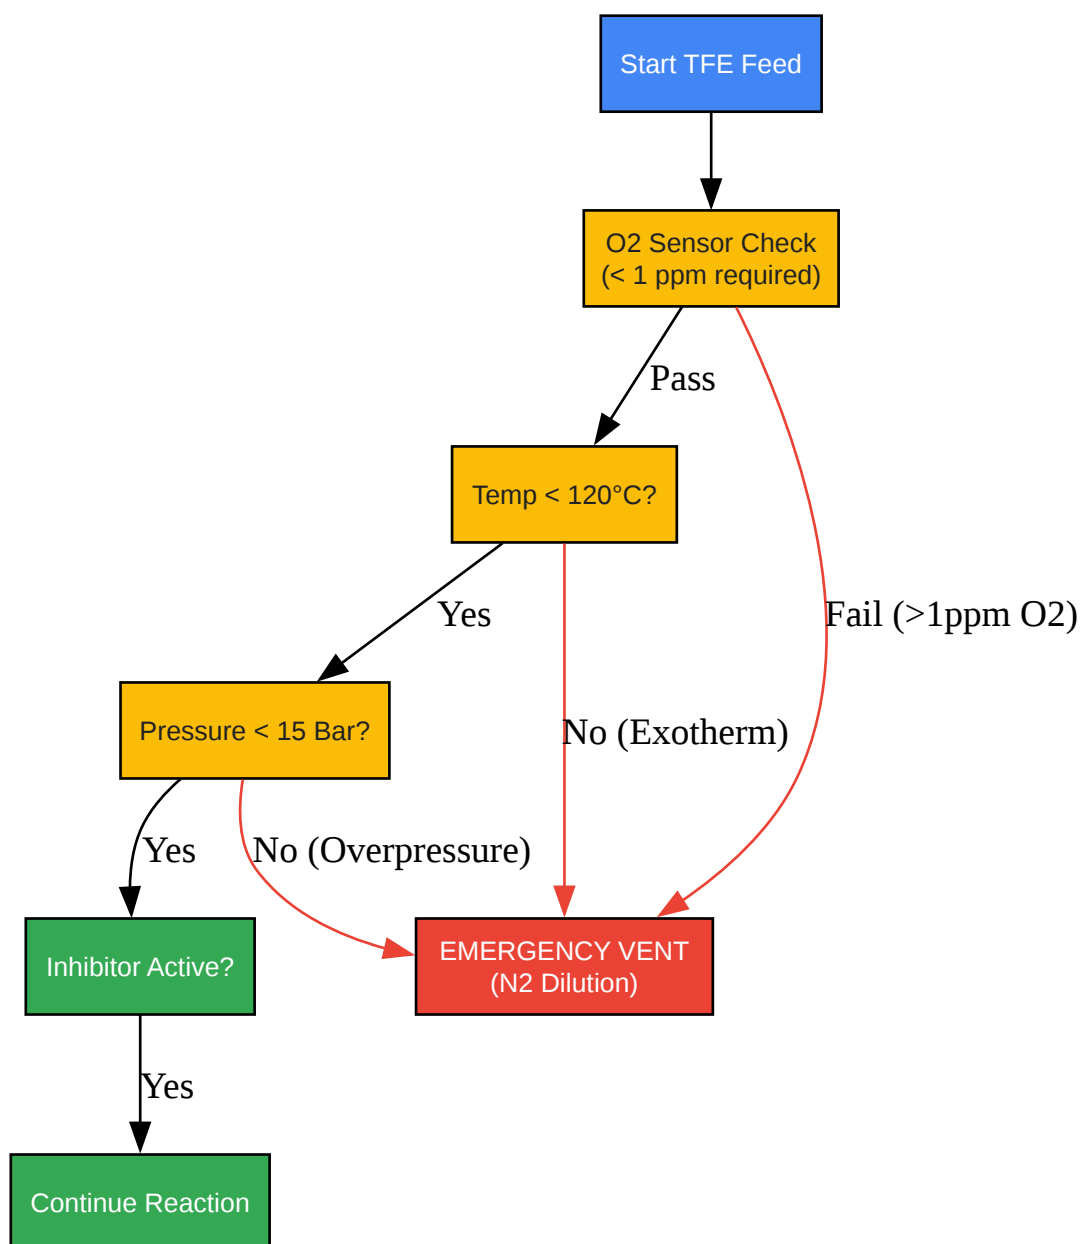 Start TFE Feed
O2 Sensor Check
(< 1 ppm required)
Pass
Temp < 120°C?
Yes
Fail (>1ppm O2)
Pressure < 15 Bar?
No (Exotherm)
Yes
No (Overpressure)
Inhibitor Active?
EMERGENCY VENT
(N2 Dilution)
Yes
Continue Reaction